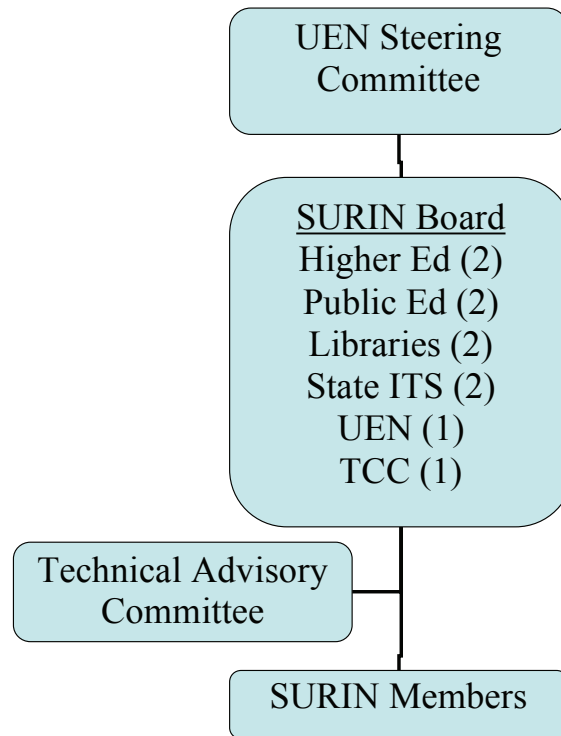 UEN Steering
Committee
SURIN Board
Higher Ed (2)
Public Ed (2)
Libraries (2)
State ITS (2)
UEN (1)
TCC (1)
Technical Advisory
Committee
SURIN Members